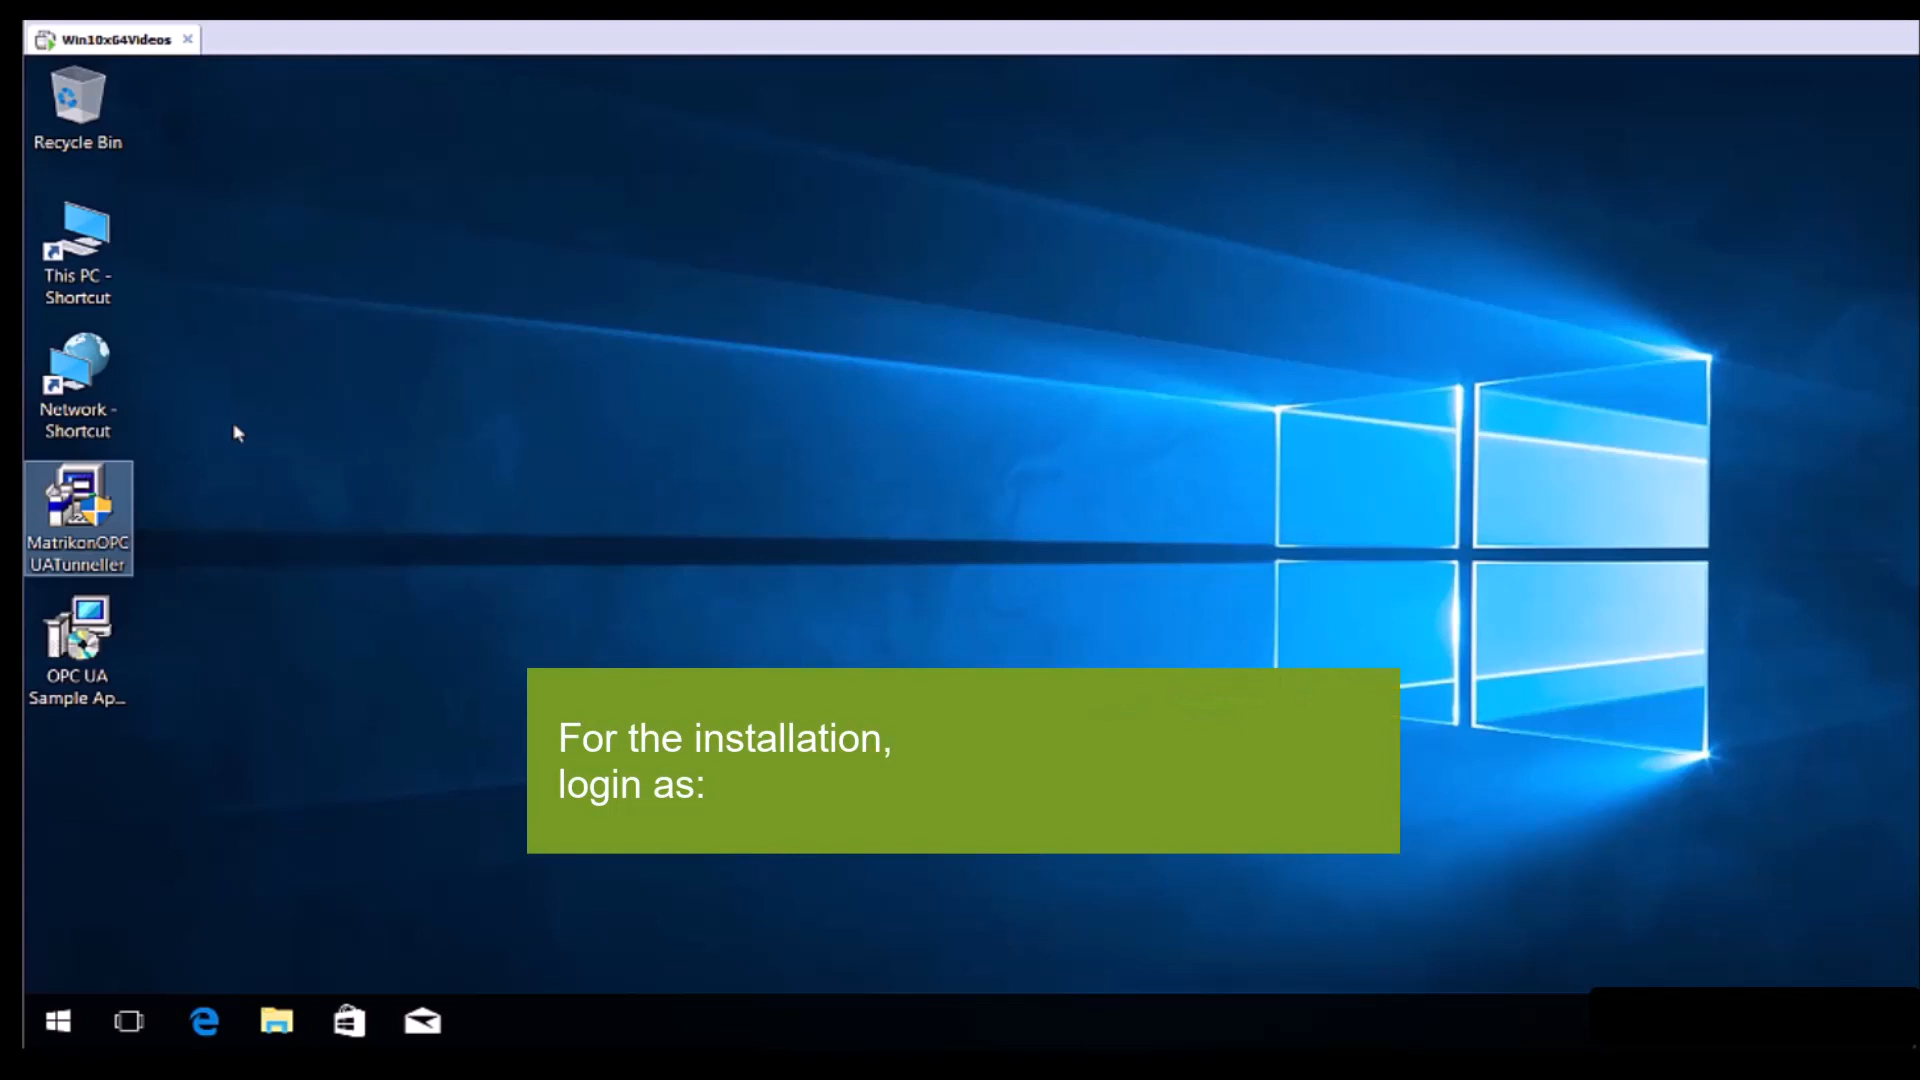 Win10x64Videos
Recycle Bin
This PC -
Shortcut
Network -
Shortcut
MatrikonOPC
UATunneller
OPC UA
Sample Ap...
For the installation,
login as: